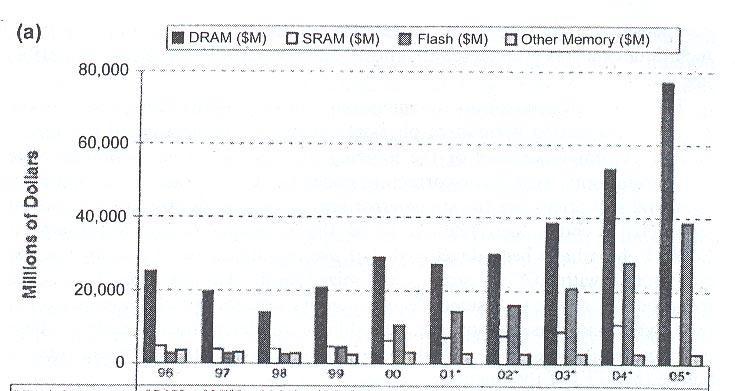 (a)
DRAM ($M) SRAM ($M) Flash ($M) Other Memory ($M)
80,000
60,000
40,000
20,000
0
Millions of Dollars
96 97 98 99 00 01* 02* 03* 04* 05*